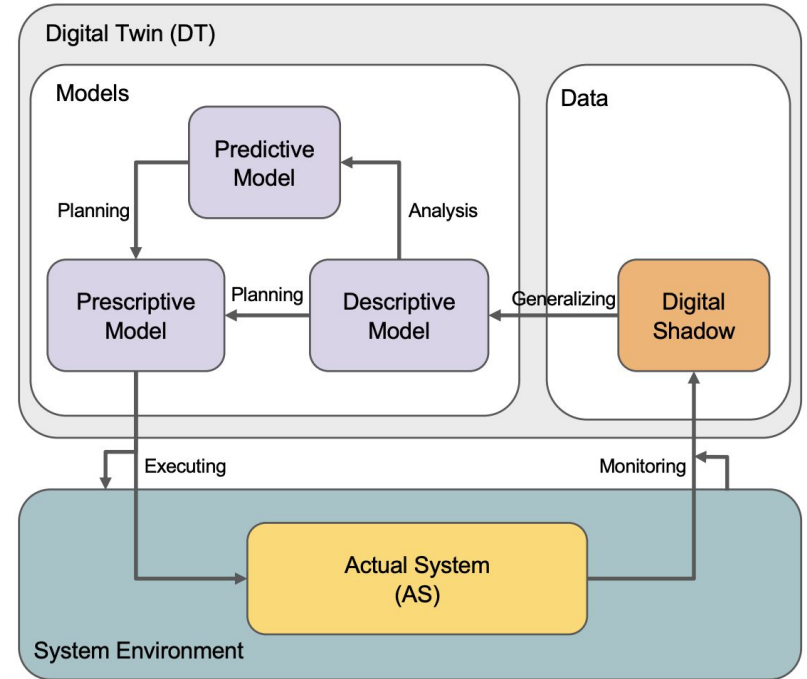 Digital Twin (DT)
Models
Data
Predictive
Model
Planning
Analysis
Prescriptive
Model
Planning
Descriptive
Model
Generalizing
Digital
Shadow
Executing
Monitoring
Actual System
(AS)
System Environment